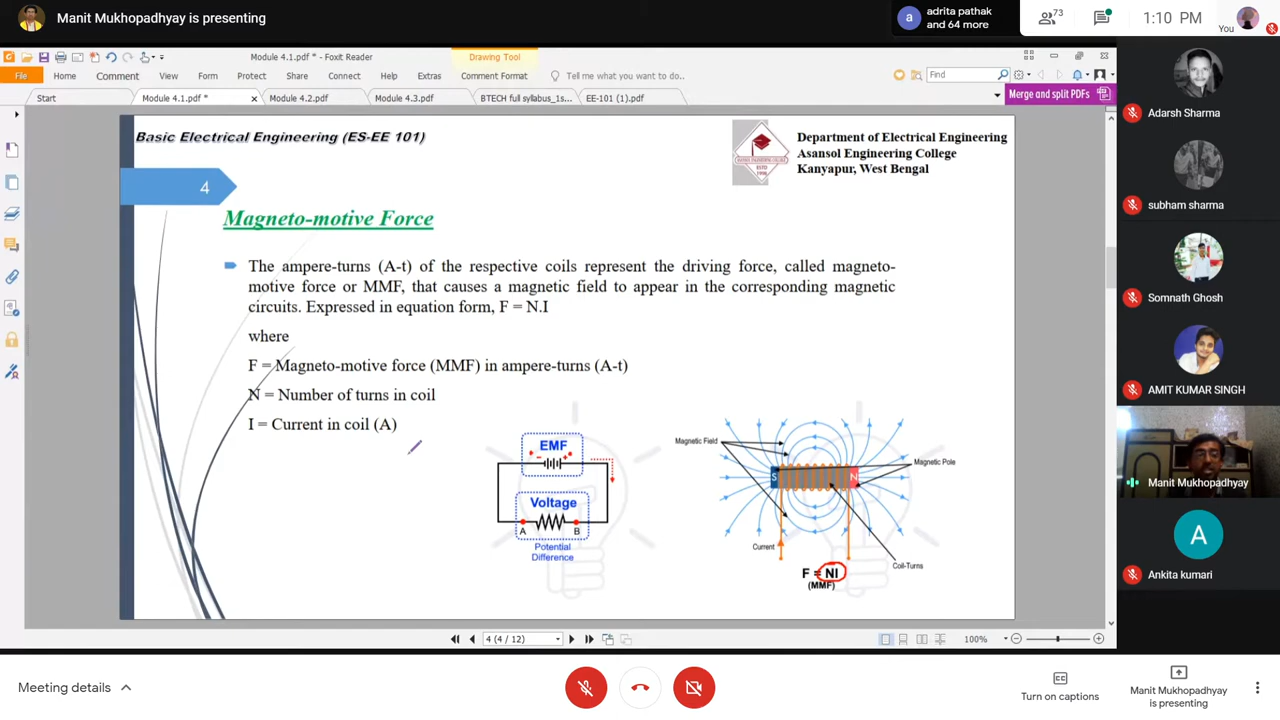 Manit Mukhopadhyay is presenting
a
adrita pathak
and 64 more
73
1:10 PM
You
Module 4.1.pdf * - Foxit Reader
Drawing Tool
File
Home
Comment
View
Form
Protect
Share
Connect
Help
Extras
Comment Format
Tell me what you want to do..
Find
Start
Module 4.1.pdf *
Module 4.2.pdf
Module 4.3.pdf
BTECH full syllabus_1s...
EE-101 (1).pdf
Merge and split PDFs
Basic Electrical Engineering (ES-EE 101)
Department of Electrical Engineering
Asansol Engineering College
Kanyapur, West Bengal
4
Magneto-motive Force
The ampere-turns (A-t) of the respective coils represent the driving force, called magneto-
motive force or MMF, that causes a magnetic field to appear in the corresponding magnetic
circuits. Expressed in equation form, F = N.I
where
F = Magneto-motive force (MMF) in ampere-turns (A-t)
N = Number of turns in coil
I = Current in coil (A)
EMF
- +
Voltage
A
B
Potential
Difference
Magnetic Field
Magnetic Pole
S
N
Current
Coil-Turns
F = NI
(MMF)
4 (4 / 12)
100%
Adarsh Sharma
subham sharma
Somnath Ghosh
AMIT KUMAR SINGH
Manit Mukhopadhyay
A
Ankita kumari
Meeting details
Turn on captions
Manit Mukhopadhyay
is presenting